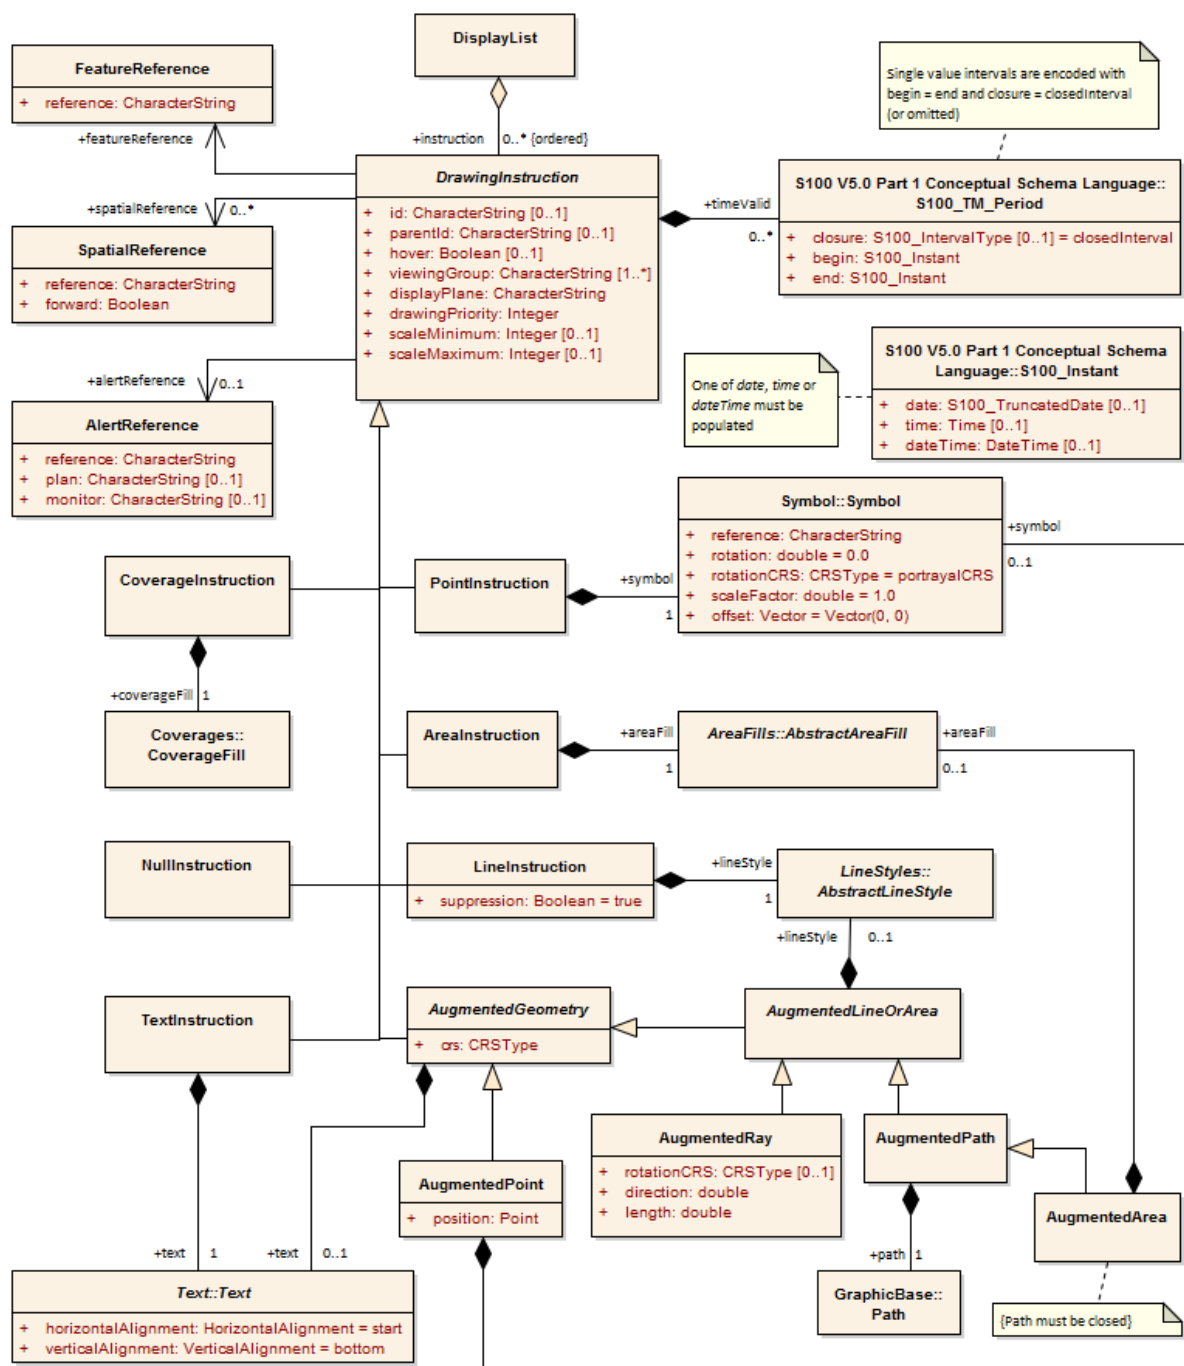 DisplayList
FeatureReference
+ reference: CharacterString
Single value intervals are encoded with
begin = end and closure = closedInterval
(or omitted)
+featureReference
+instruction 0..* {ordered}
DrawingInstruction
+ id: CharacterString [0..1]
+ parentId: CharacterString [0..1]
+ hover: Boolean [0..1]
+ viewingGroup: CharacterString [1..*]
+ displayPlane: CharacterString
+ drawingPriority: Integer
+ scaleMinimum: Integer [0..1]
+ scaleMaximum: Integer [0..1]
+timeValid
0..*
S100 V5.0 Part 1 Conceptual Schema Language::
S100_TM_Period
+ closure: S100_IntervalType [0..1] = closedInterval
+ begin: S100_Instant
+ end: S100_Instant
+spatialReference 0..*
SpatialReference
+ reference: CharacterString
+ forward: Boolean
One of date, time or
dateTime must be
populated
S100 V5.0 Part 1 Conceptual Schema
Language::S100_Instant
+ date: S100_TruncatedDate [0..1]
+ time: Time [0..1]
+ dateTime: DateTime [0..1]
+alertReference 0..1
AlertReference
+ reference: CharacterString
+ plan: CharacterString [0..1]
+ monitor: CharacterString [0..1]
Symbol::Symbol
+ reference: CharacterString
+ rotation: double = 0.0
+ rotationCRS: CRSType = portrayalCRS
+ scaleFactor: double = 1.0
+ offset: Vector = Vector(0, 0)
+symbol
0..1
CoverageInstruction
PointInstruction
+symbol
1
+coverageFill 1
Coverages::
CoverageFill
AreaInstruction
+areaFill
1
AreaFills::AbstractAreaFill
+areaFill
0..1
NullInstruction
LineInstruction
+ suppression: Boolean = true
+lineStyle
1
LineStyles::
AbstractLineStyle
+lineStyle 0..1
TextInstruction
AugmentedGeometry
+ crs: CRSType
AugmentedLineOrArea
AugmentedRay
+ rotationCRS: CRSType [0..1]
+ direction: double
+ length: double
AugmentedPath
AugmentedPoint
+ position: Point
AugmentedArea
+text 1
+text 0..1
+path 1
Text::Text
+ horizontalAlignment: HorizontalAlignment = start
+ verticalAlignment: VerticalAlignment = bottom
GraphicBase::
Path
{Path must be closed}